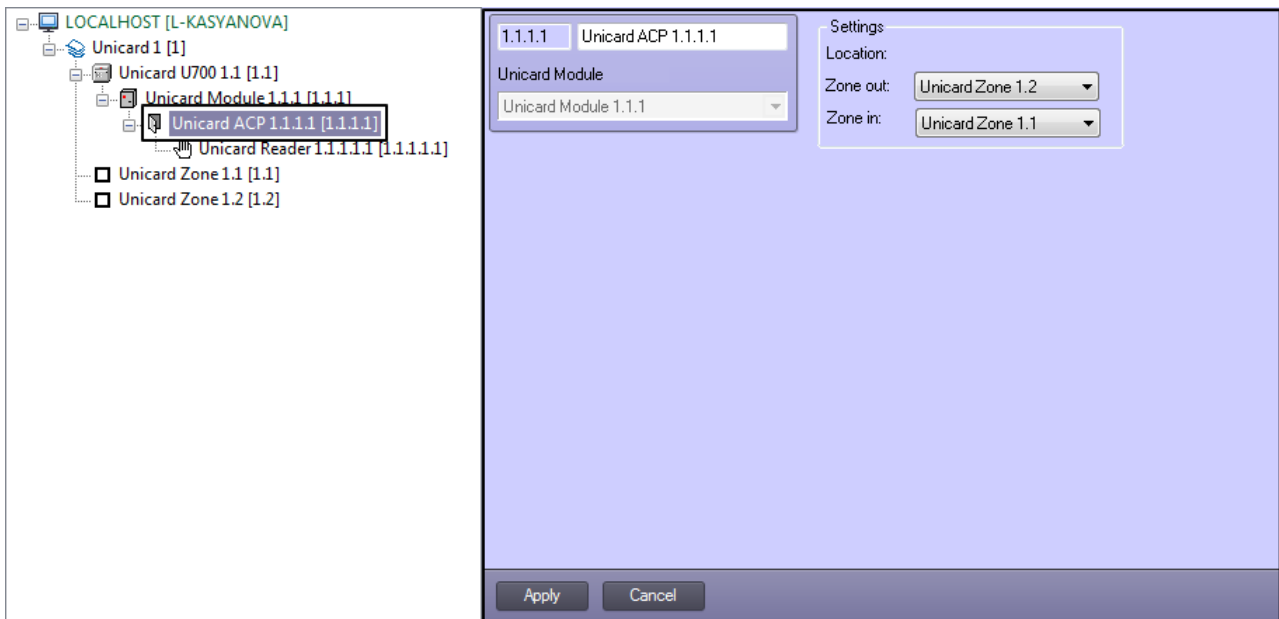 LOCALHOST [L-KASYANOVA]
Unicard 1 [1]
Unicard U700 1.1 [1.1]
Unicard Module 1.1.1 [1.1.1]
Unicard ACP 1.1.1.1 [1.1.1.1]
Unicard Reader 1.1.1.1.1 [1.1.1.1.1]
Unicard Zone 1.1 [1.1]
Unicard Zone 1.2 [1.2]
1.1.1.1 Unicard ACP 1.1.1.1
Unicard Module
Unicard Module 1.1.1
Settings
Location:
Zone out: Unicard Zone 1.2
Zone in: Unicard Zone 1.1
Apply Cancel